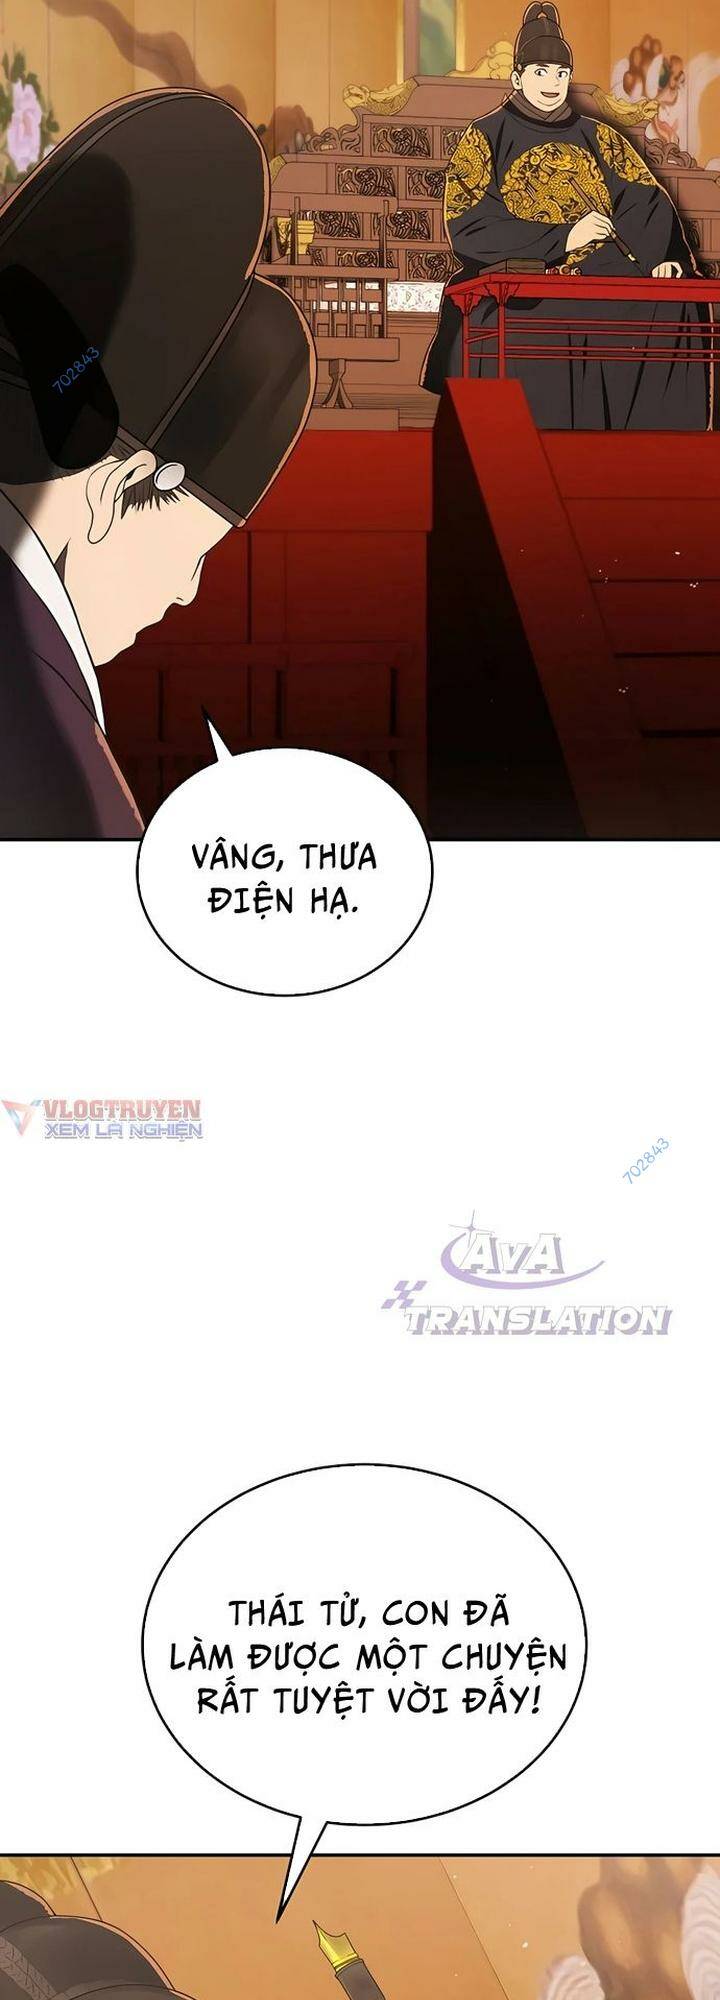 702843
VÂNG, THƯA
ĐIỆN HẠ.
VLOGTRUYEN
XEM LÀ NGHIỆN
702843
AVA
TRANSLATION
THÁI TỬ, CON ĐÃ
LÀM ĐƯỢC MỘT CHUYỆN
RẤT TUYỆT VỜI ĐẤY!